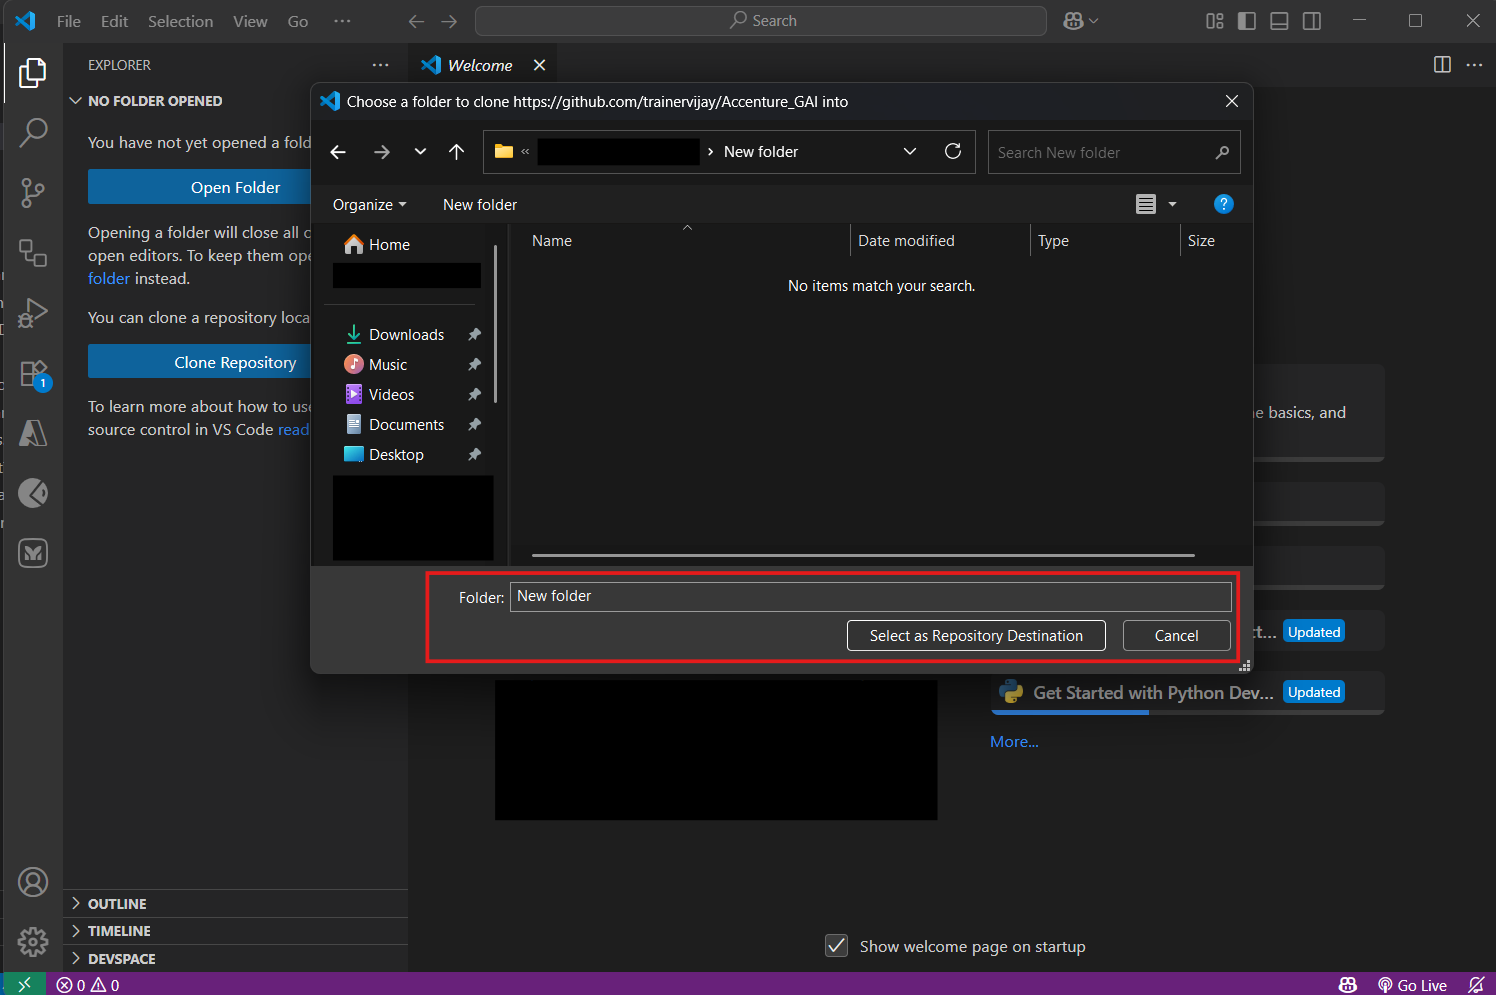 File Edit Selection View Go ···
Search
EXPLORER ···
Welcome
NO FOLDER OPENED
You have not yet opened a fold
Open Folder
Opening a folder will close all
open editors. To keep them ope
folder instead.
You can clone a repository loca
Clone Repository
To learn more about how to use
source control in VS Code read
1
Choose a folder to clone https://github.com/trainervijay/Accenture_GAI into
« › New folder
Search New folder
Organize New folder
?
Home
Downloads
Music
Videos
Documents
Desktop
Name Date modified Type Size
No items match your search.
Folder: New folder
Select as Repository Destination Cancel
e basics, and
t... Updated
Get Started with Python Dev... Updated
More...
OUTLINE
TIMELINE
DEVSPACE
Show welcome page on startup
0 0
Go Live